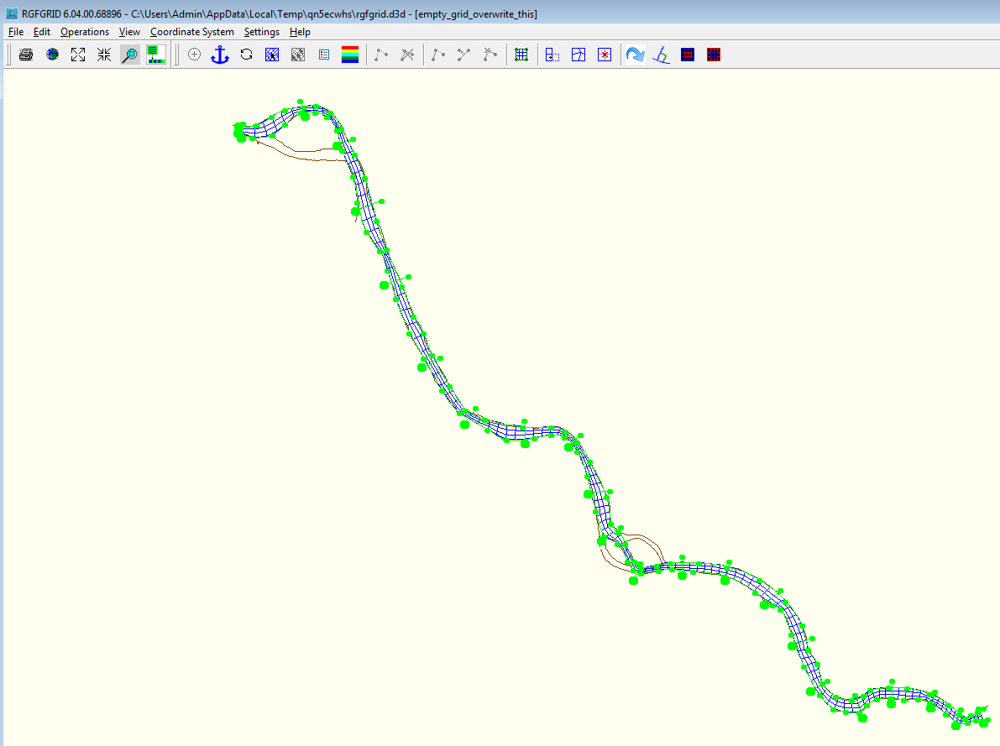 RGFGRID 6.04.00.68896 - C:\Users\Admin\AppData\Local\Temp\qn5ecwhs\rgfgrid.d3d - [empty_grid_overwrite_this]
File Edit Operations View Coordinate System Settings Help